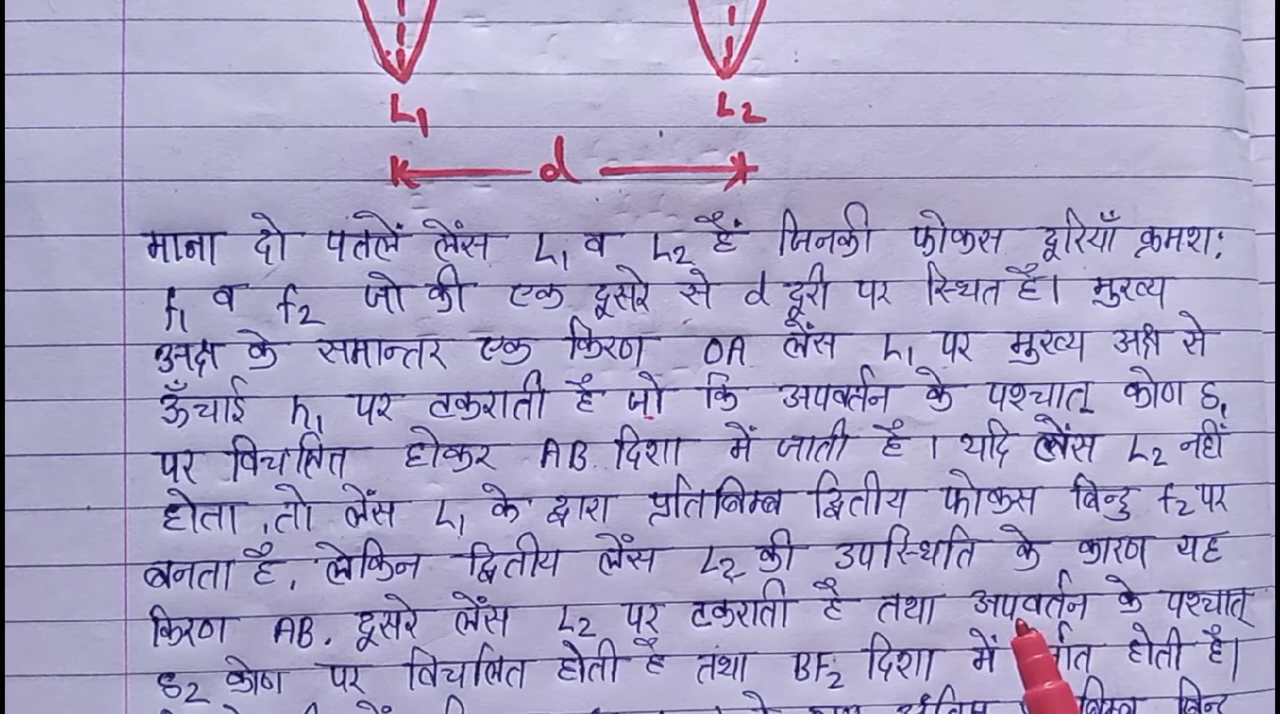 L₁ L₂
d
माना दो पतलें लेंस L₁ व L₂ हैं जिनकी फोकस दूरियाँ क्रमश:
f₁ व f₂ जो की एक दूसरे से d दूरी पर स्थित है। मुख्य
अक्ष के समान्तर एक किरण OA लेंस L₁ पर मुख्य अक्ष से
ऊँचाई h₁ पर टकराती है जो कि अपवर्तन के पश्चात् कोण δ₁
पर विचलित होकर AB दिशा में जाती है । यदि लेंस L₂ नहीं
होता, तो लेंस L₁ के द्वारा प्रतिबिम्ब द्वितीय फोकस बिन्दु f₂ पर
बनता है, लेकिन द्वितीय लेंस L₂ की उपस्थिति के कारण यह
किरण AB, दूसरे लेंस L₂ पर टकराती है तथा अपवर्तन के पश्चात्
δ₂ कोण पर विचलित होती है तथा BF₂ दिशा में होती है।